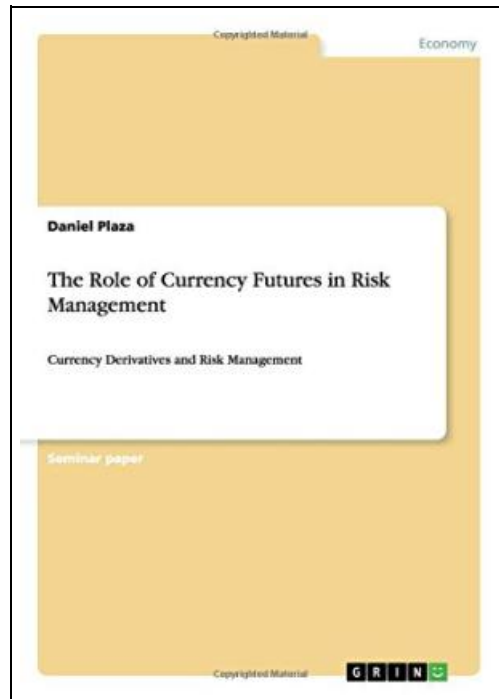 Copyrighted Material
Economy
Daniel Plaza
The Role of Currency Futures in Risk
Management
Currency Derivatives and Risk Management
Seminar paper
Copyrighted Material
GRIN